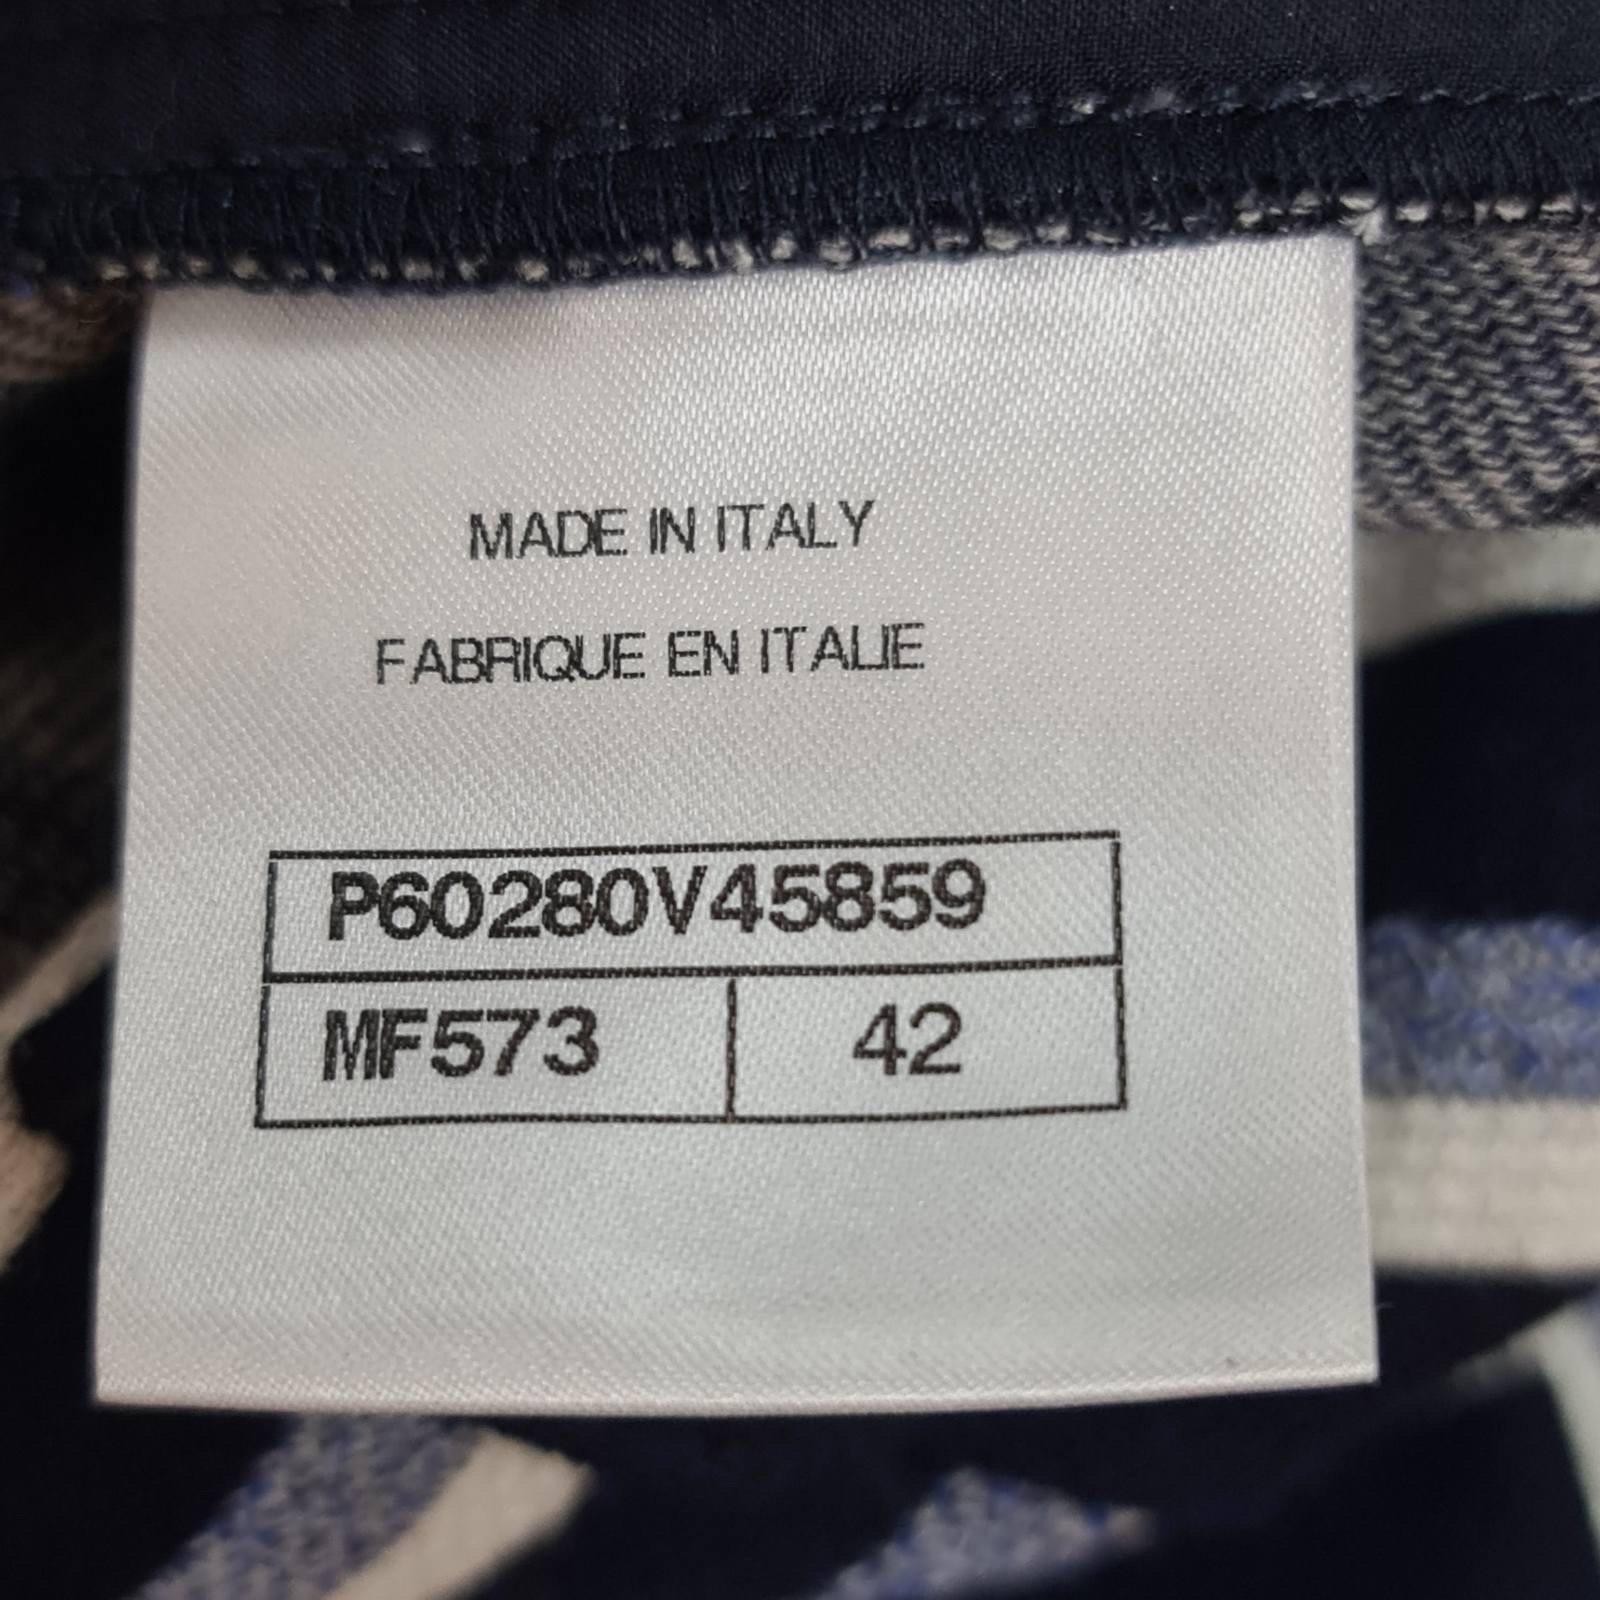 MADE IN ITALY
FABRIQUE EN ITALIE
P60280V45859
MF573 42